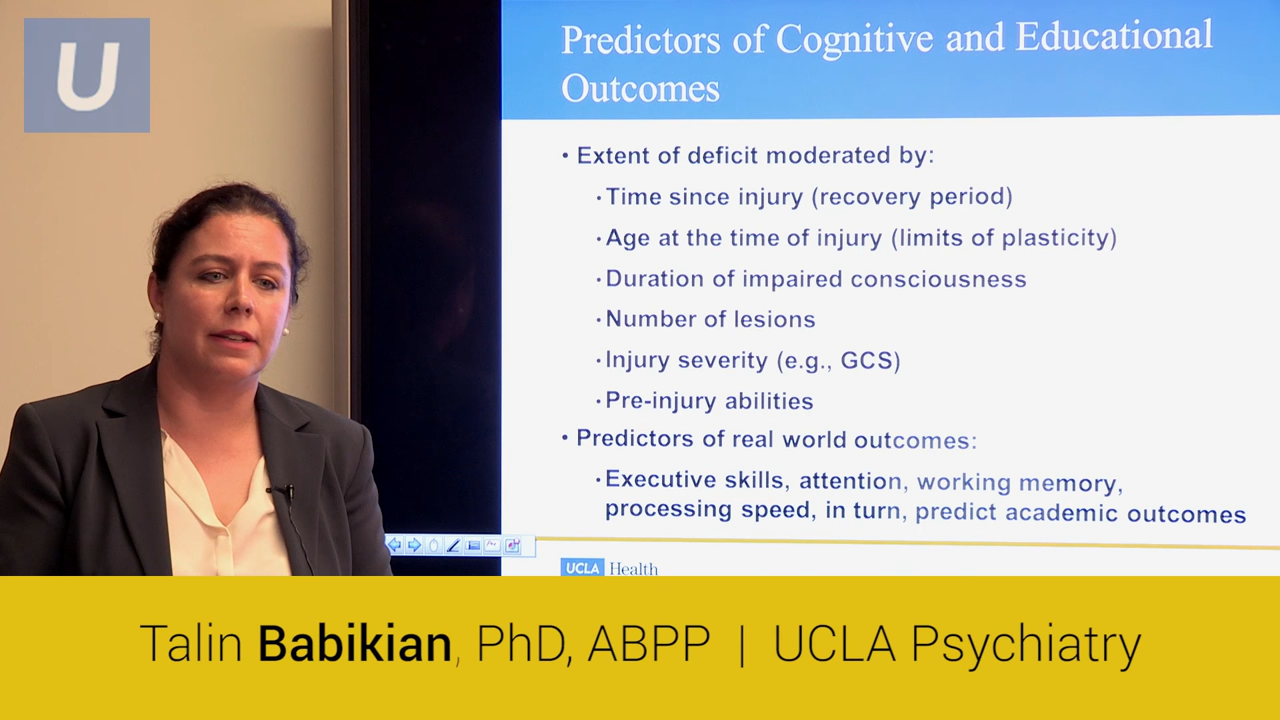 U
Predictors of Cognitive and Educational
Outcomes
• Extent of deficit moderated by:
· Time since injury (recovery period)
· Age at the time of injury (limits of plasticity)
· Duration of impaired consciousness
· Number of lesions
· Injury severity (e.g., GCS)
· Pre-injury abilities
• Predictors of real world outcomes:
· Executive skills, attention, working memory,
processing speed, in turn, predict academic outcomes
UCLA Health
Talin Babikian, PhD, ABPP | UCLA Psychiatry